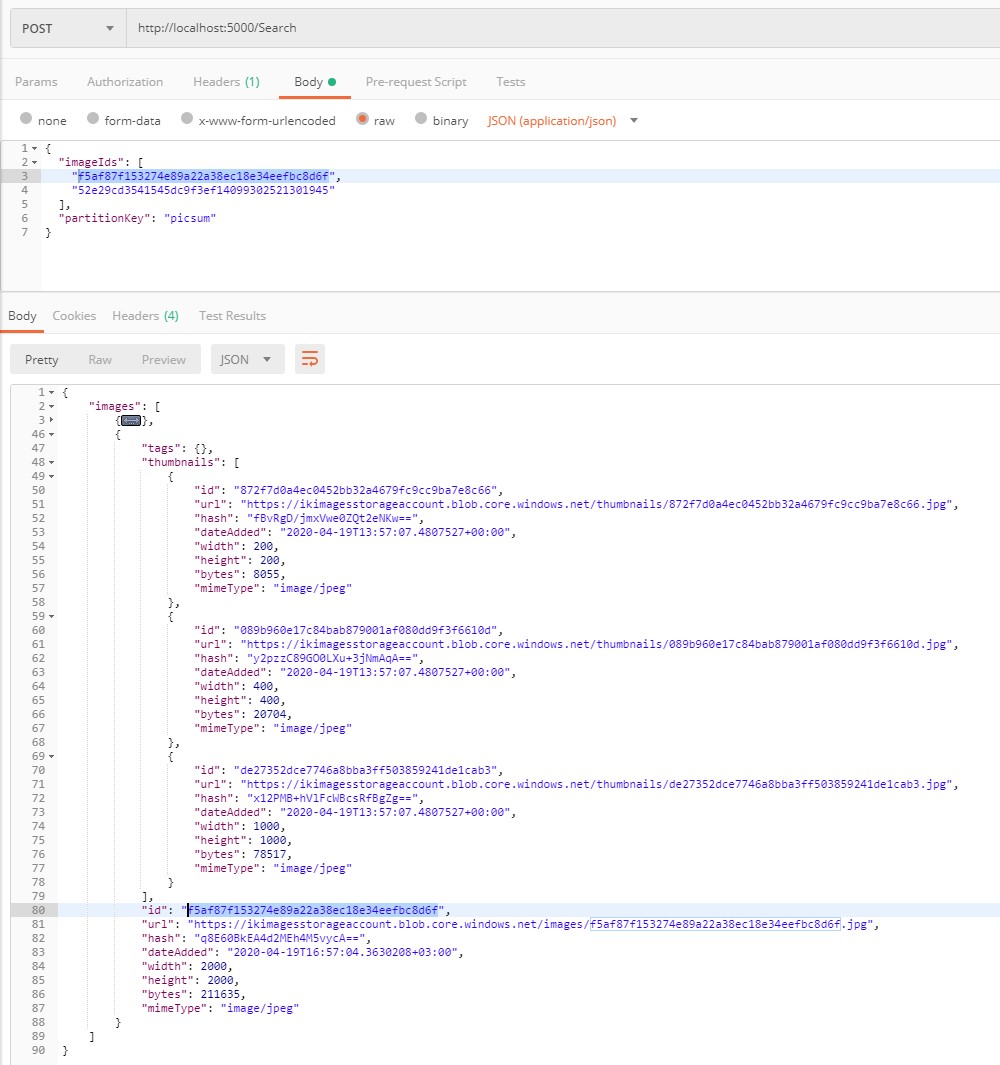 POST http://localhost:5000/Search
Params Authorization Headers (1) Body Pre-request Script Tests
none form-data x-www-form-urlencoded raw binary JSON (application/json)
1 {
2 "imageIds": [
3 "f5af87f153274e89a22a38ec18e34eefbc8d6f",
4 "52e29cd3541545dc9f3ef14099302521301945"
5 ],
6 "partitionKey": "picsum"
7 }
Body Cookies Headers (4) Test Results
Pretty Raw Preview JSON
1 {
2 "images": [
3 {},
46 {
47 "tags": {},
48 "thumbnails": [
49 {
50 "id": "872f7d0a4ec0452bb32a4679fc9cc9ba7e8c66",
51 "url": "https://ikimagesstorageaccount.blob.core.windows.net/thumbnails/872f7d0a4ec0452bb32a4679fc9cc9ba7e8c66.jpg",
52 "hash": "fBvRgD/jmxVwe0ZQt2eNKw==",
53 "dateAdded": "2020-04-19T13:57:07.4807527+00:00",
54 "width": 200,
55 "height": 200,
56 "bytes": 8055,
57 "mimeType": "image/jpeg"
58 },
59 {
60 "id": "089b960e17c84bab879001af080dd9f3f6610d",
61 "url": "https://ikimagesstorageaccount.blob.core.windows.net/thumbnails/089b960e17c84bab879001af080dd9f3f6610d.jpg",
62 "hash": "y2pzzC89GO0LXu+3jNmAqA==",
63 "dateAdded": "2020-04-19T13:57:07.4807527+00:00",
64 "width": 400,
65 "height": 400,
66 "bytes": 20704,
67 "mimeType": "image/jpeg"
68 },
69 {
70 "id": "de27352dce7746a8bba3ff503859241de1cab3",
71 "url": "https://ikimagesstorageaccount.blob.core.windows.net/thumbnails/de27352dce7746a8bba3ff503859241de1cab3.jpg",
72 "hash": "x12PMB+hVlFcWBcsRfBgZg==",
73 "dateAdded": "2020-04-19T13:57:07.4807527+00:00",
74 "width": 1000,
75 "height": 1000,
76 "bytes": 78517,
77 "mimeType": "image/jpeg"
78 }
79 ],
80 "id": "f5af87f153274e89a22a38ec18e34eefbc8d6f",
81 "url": "https://ikimagesstorageaccount.blob.core.windows.net/images/f5af87f153274e89a22a38ec18e34eefbc8d6f.jpg",
82 "hash": "q8E60BkEA4d2MEh4M5vycA==",
83 "dateAdded": "2020-04-19T16:57:04.3630208+03:00",
84 "width": 2000,
85 "height": 2000,
86 "bytes": 211635,
87 "mimeType": "image/jpeg"
88 }
89 ]
90 }